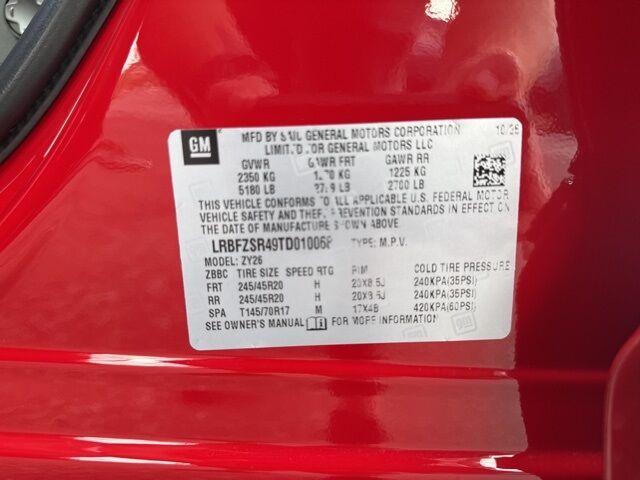 GM
MFD BY SAIC GENERAL MOTORS CORPORATION
LIMITED FOR GENERAL MOTORS LLC
GVWR GAWR FRT GAWR RR
2350 KG KG 1225 KG
5180 LB LB 2700 LB
THIS VEHICLE CONFORMS TO ALL APPLICABLE U.S. FEDERAL MOTOR
VEHICLE SAFETY AND THEFT PREVENTION STANDARDS IN EFFECT ON
THE DATE OF MANUFACTURE SHOWN ABOVE.
LRBFZSR49TD01006 TYPE: M.P.V.
MODEL: ZY26
ZBBC TIRE SIZE SPEED RTG RIM COLD TIRE PRESSURE
FRT 245/45R20 H 20X8.5J 240KPA(35PSI)
RR 245/45R20 H 20X8.5J 240KPA(35PSI)
SPA T145/70R17 M 17X4B 420KPA(60PSI)
SEE OWNER'S MANUAL FOR MORE INFORMATION